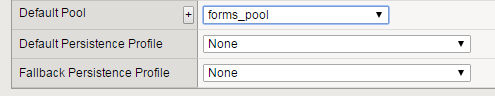 Default Pool + forms_pool
Default Persistence Profile None
Fallback Persistence Profile None